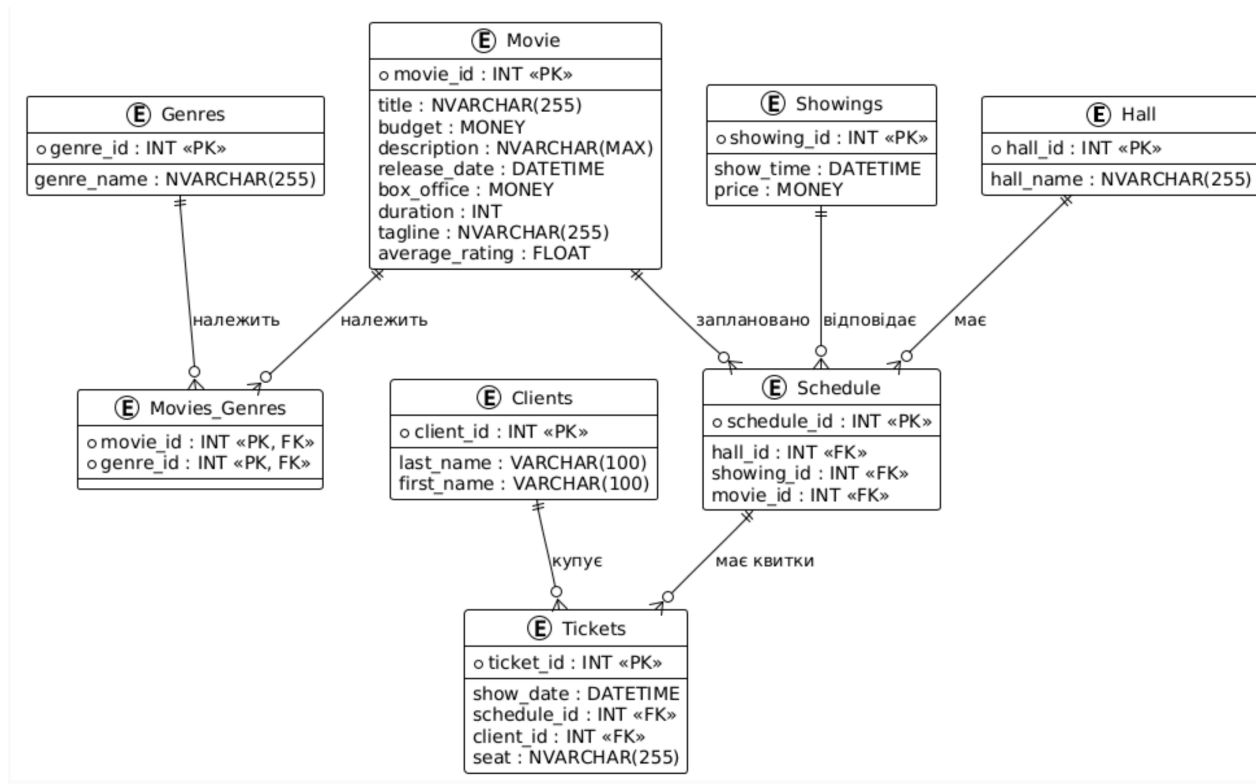 E Genres
genre_id : INT «PK»
genre_name : NVARCHAR(255)
E Movie
movie_id : INT «PK»
title : NVARCHAR(255)
budget : MONEY
description : NVARCHAR(MAX)
release_date : DATETIME
box_office : MONEY
duration : INT
tagline : NVARCHAR(255)
average_rating : FLOAT
E Showings
showing_id : INT «PK»
show_time : DATETIME
price : MONEY
E Hall
hall_id : INT «PK»
hall_name : NVARCHAR(255)
належить
належить
заплановано
відповідає
має
E Movies_Genres
movie_id : INT «PK, FK»
genre_id : INT «PK, FK»
E Clients
client_id : INT «PK»
last_name : VARCHAR(100)
first_name : VARCHAR(100)
E Schedule
schedule_id : INT «PK»
hall_id : INT «FK»
showing_id : INT «FK»
movie_id : INT «FK»
купує
має квитки
E Tickets
ticket_id : INT «PK»
show_date : DATETIME
schedule_id : INT «FK»
client_id : INT «FK»
seat : NVARCHAR(255)